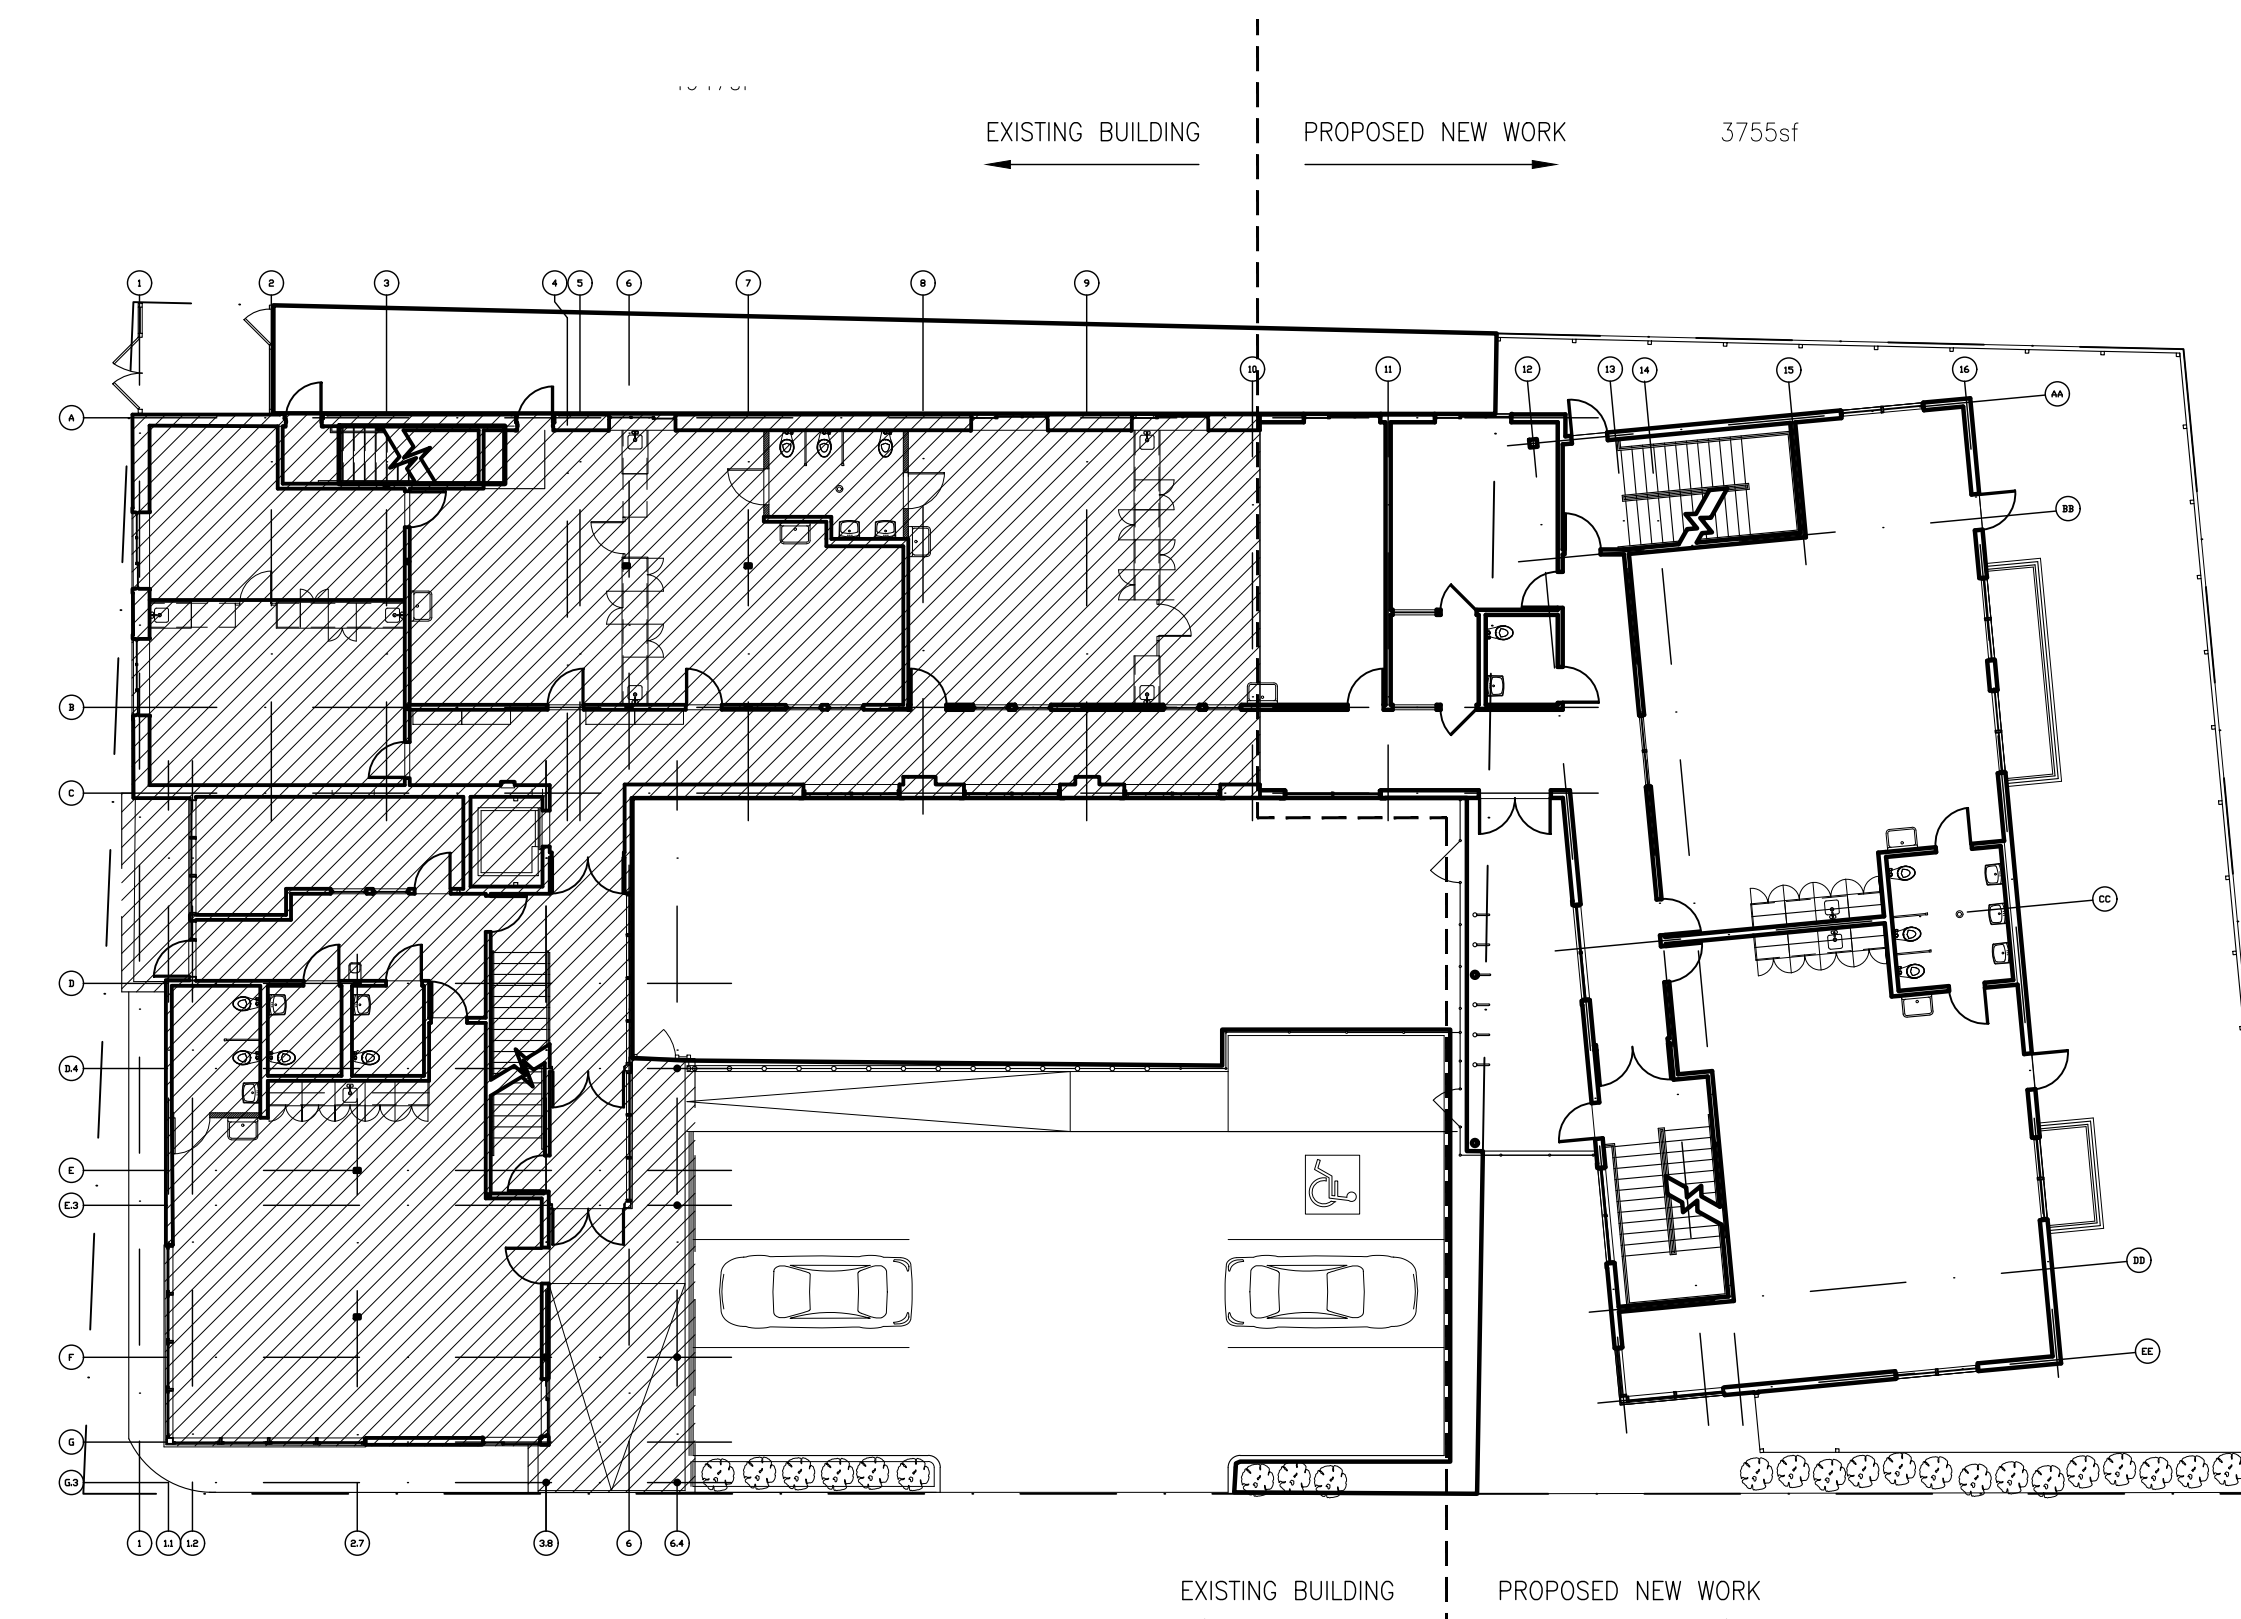 EXISTING BUILDING PROPOSED NEW WORK 3755sf
1 2 3 4 5 6 7 8 9
10 11 12 13 14 15 16
AA
A
BB
B
C
CC
D
D.4
E
E.3
DD
EE
F
G
G.3
1 1.1 1.2 2.7 3.8 6 6.4
EXISTING BUILDING PROPOSED NEW WORK